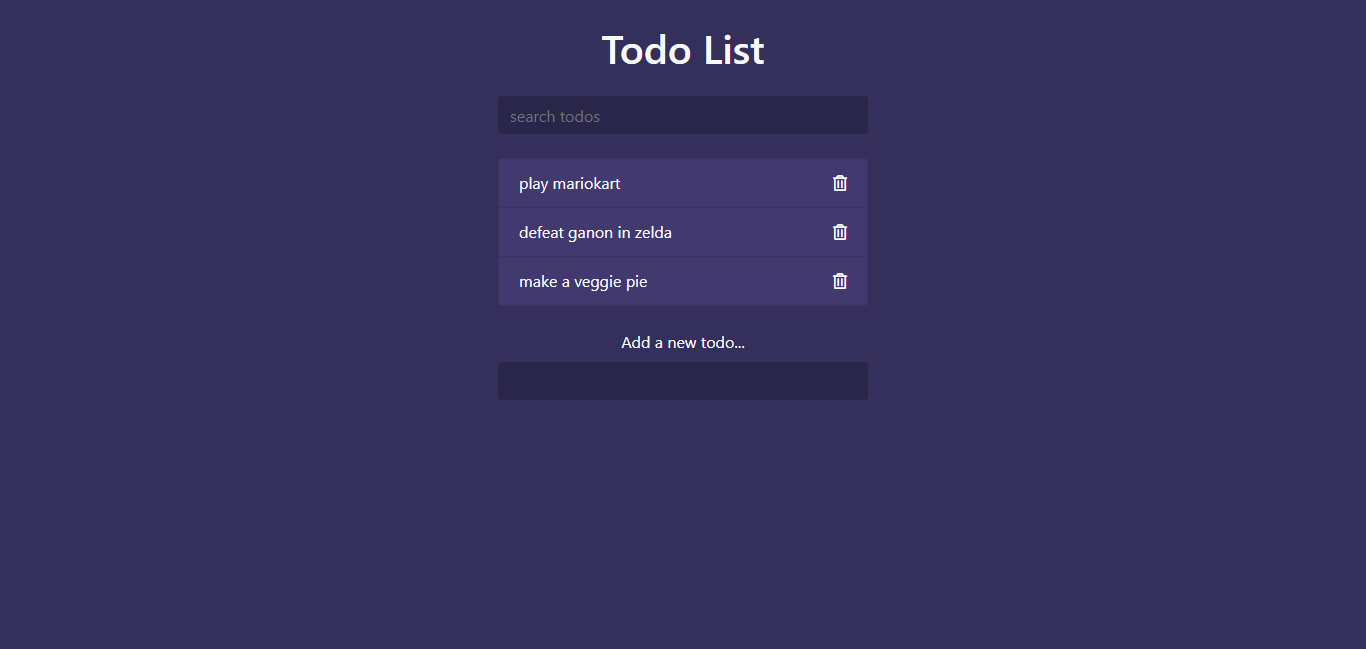 Todo List
search todos
play mariokart
defeat ganon in zelda
make a veggie pie
Add a new todo...